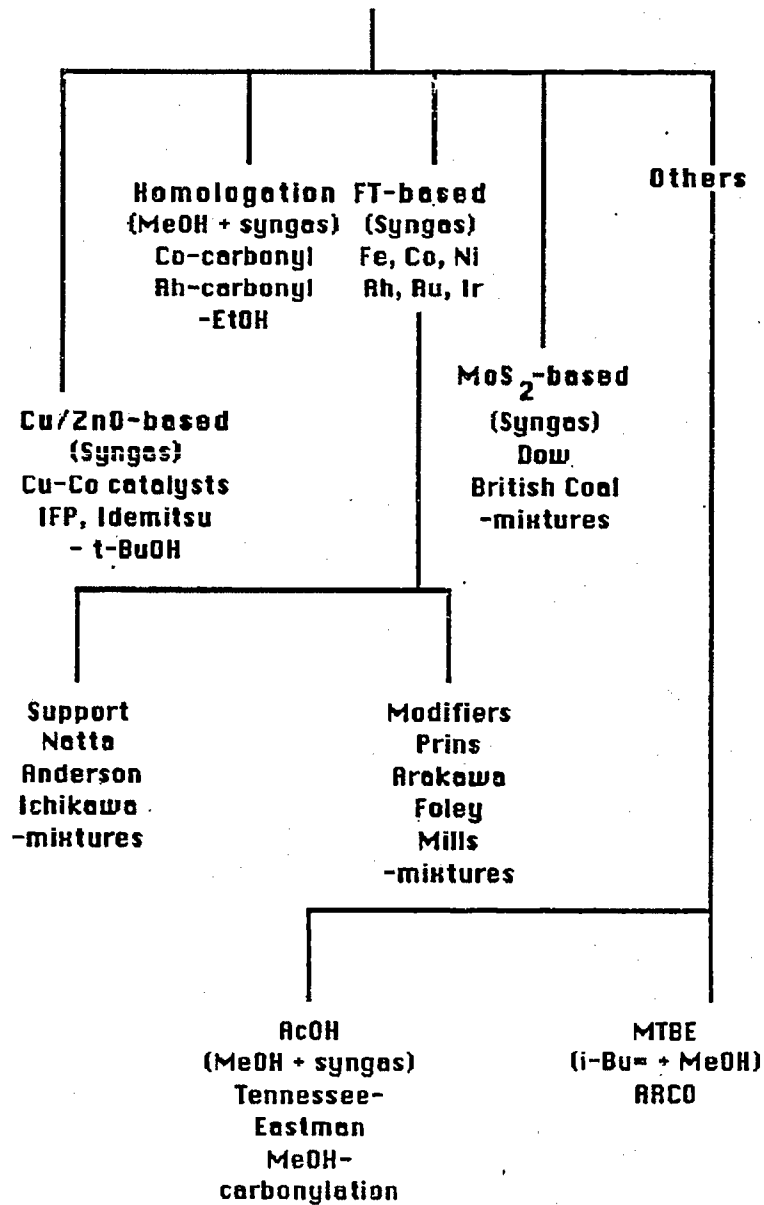 Homologation
(MeOH + syngas)
Co-carbonyl
Rh-carbonyl
-EtOH
FT-based
(Syngas)
Fe, Co, Ni
Rh, Ru, Ir
Others
MoS2-based
(Syngas)
Dow
British Coal
-mixtures
Cu/ZnO-based
(Syngas)
Cu-Co catalysts
IFP, Idemitsu
- t-BuOH
Support
Natta
Anderson
Ichikawa
-mixtures
Modifiers
Prins
Arakawa
Foley
Mills
-mixtures
AcOH
(MeOH + syngas)
Tennessee-
Eastman
MeOH-
carbonylation
MTBE
(i-Bu= + MeOH)
ARCO